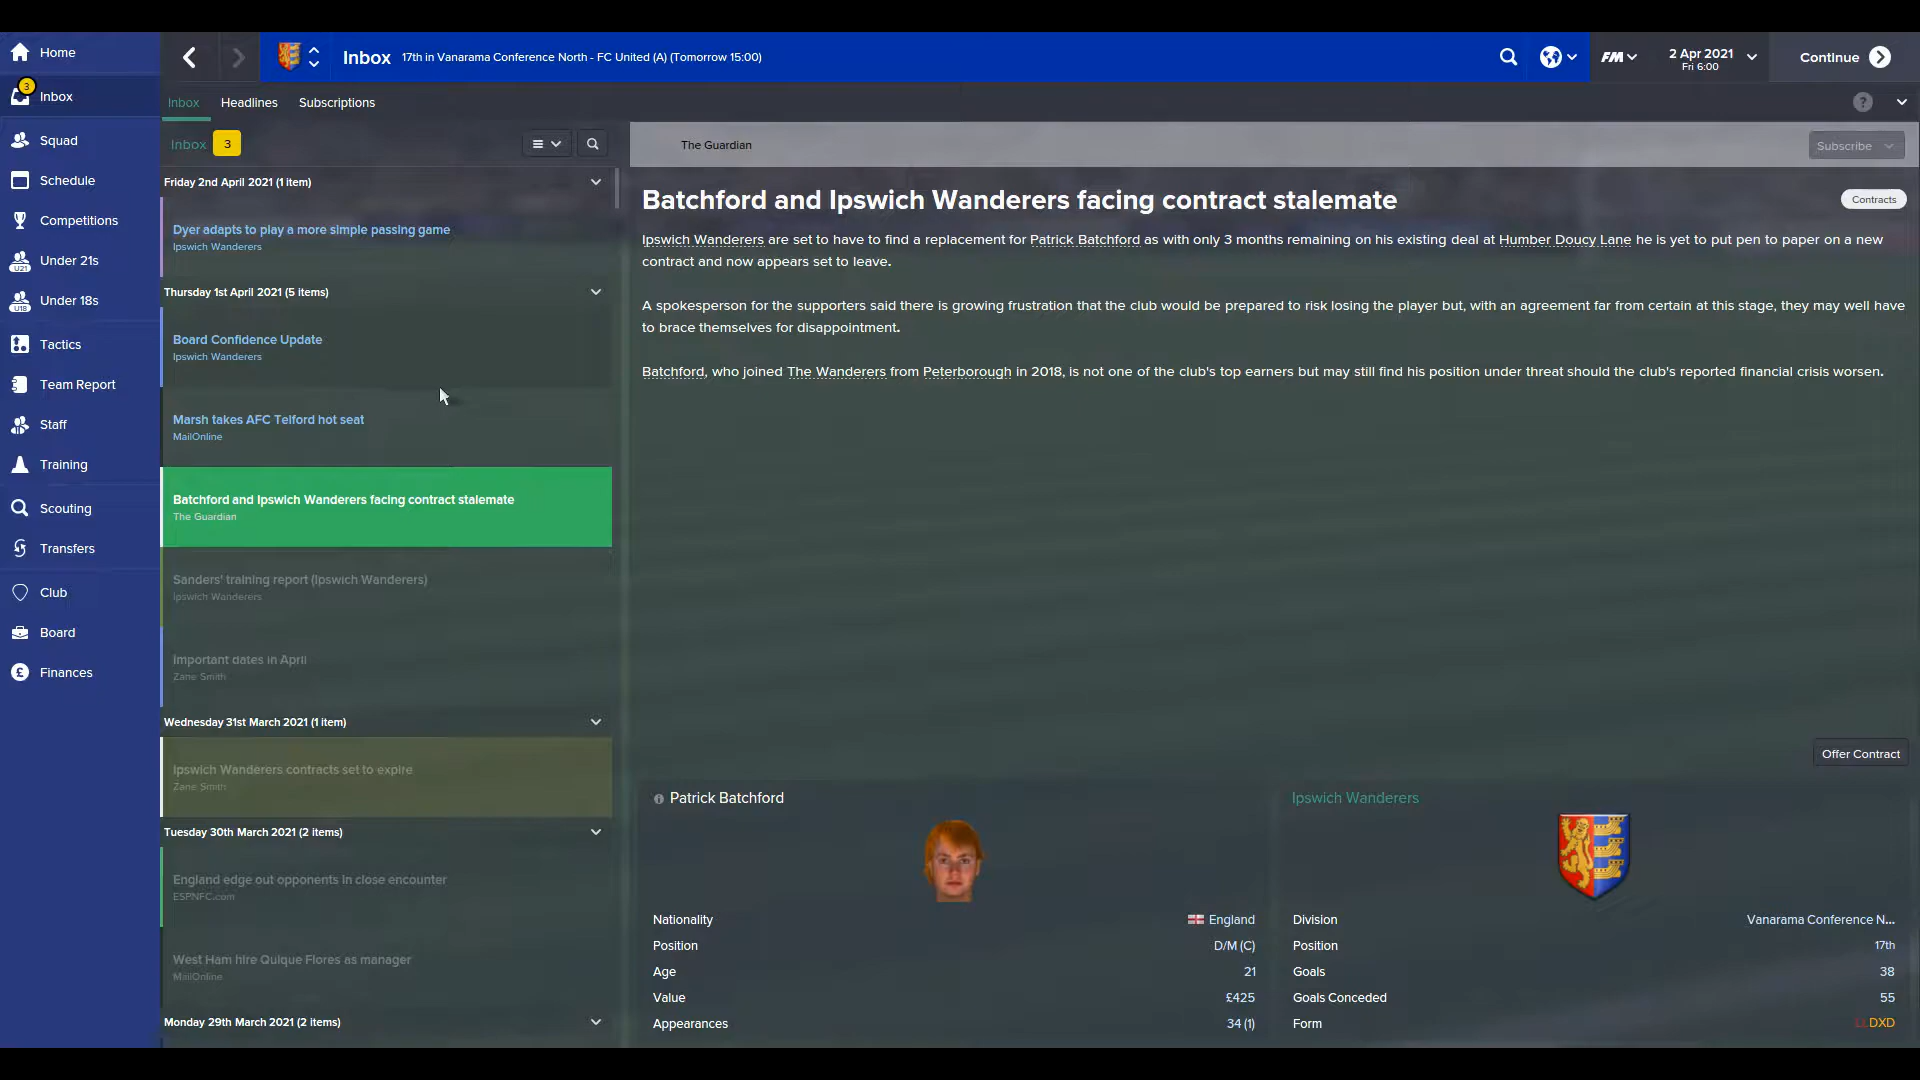 Home
Inbox
17th in Vanarama Conference North - FC United (A) (Tomorrow 15:00)
FM
2 Apr 2021
Fri 6:00
Continue
3
Inbox
Squad
Schedule
Competitions
U21
Under 21s
U18
Under 18s
Tactics
Team Report
Staff
Training
Scouting
Transfers
Club
Board
£
Finances
Inbox
Headlines
Subscriptions
?
Inbox
3
Friday 2nd April 2021 (1 item)
Dyer adapts to play a more simple passing game
Ipswich Wanderers
Thursday 1st April 2021 (5 items)
Board Confidence Update
Ipswich Wanderers
Marsh takes AFC Telford hot seat
MailOnline
Batchford and Ipswich Wanderers facing contract stalemate
The Guardian
Sanders' training report (Ipswich Wanderers)
Ipswich Wanderers
Important dates in April
Zane Smith
Wednesday 31st March 2021 (1 item)
Ipswich Wanderers contracts set to expire
Zane Smith
Tuesday 30th March 2021 (2 items)
England edge out opponents in close encounter
ESPNFC.com
West Ham hire Quique Flores as manager
MailOnline
Monday 29th March 2021 (2 items)
The Guardian
Subscribe
Batchford and Ipswich Wanderers facing contract stalemate
Contracts
Ipswich Wanderers are set to have to find a replacement for Patrick Batchford as with only 3 months remaining on his existing deal at Humber Doucy Lane he is yet to put pen to paper on a new
contract and now appears set to leave.
A spokesperson for the supporters said there is growing frustration that the club would be prepared to risk losing the player but, with an agreement far from certain at this stage, they may well have
to brace themselves for disappointment.
Batchford, who joined The Wanderers from Peterborough in 2018, is not one of the club's top earners but may still find his position under threat should the club's reported financial crisis worsen.
Offer Contract
Patrick Batchford
Nationality England
Position D/M (C)
Age 21
Value £425
Appearances 34 (1)
Ipswich Wanderers
Division Vanarama Conference N...
Position 17th
Goals 38
Goals Conceded 55
Form LLDXD